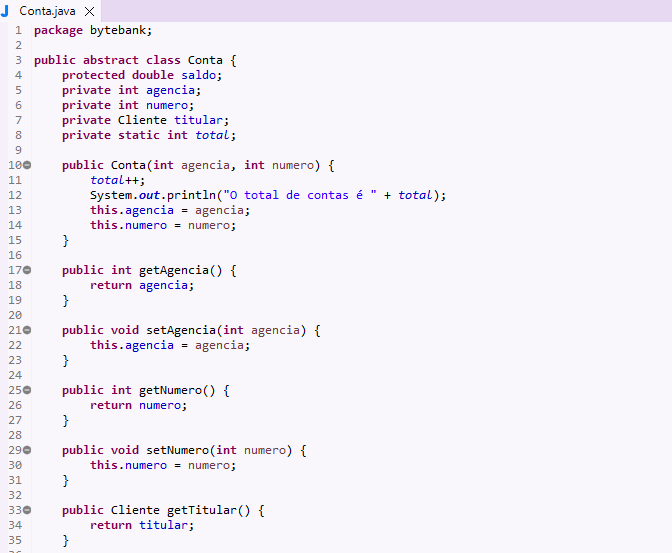 Conta.java
1 package bytebank;
2
3 public abstract class Conta {
4     protected double saldo;
5     private int agencia;
6     private int numero;
7     private Cliente titular;
8     private static int total;
9
10     public Conta(int agencia, int numero) {
11         total++;
12         System.out.println("O total de contas é " + total);
13         this.agencia = agencia;
14         this.numero = numero;
15     }
16
17     public int getAgencia() {
18         return agencia;
19     }
20
21     public void setAgencia(int agencia) {
22         this.agencia = agencia;
23     }
24
25     public int getNumero() {
26         return numero;
27     }
28
29     public void setNumero(int numero) {
30         this.numero = numero;
31     }
32
33     public Cliente getTitular() {
34         return titular;
35     }